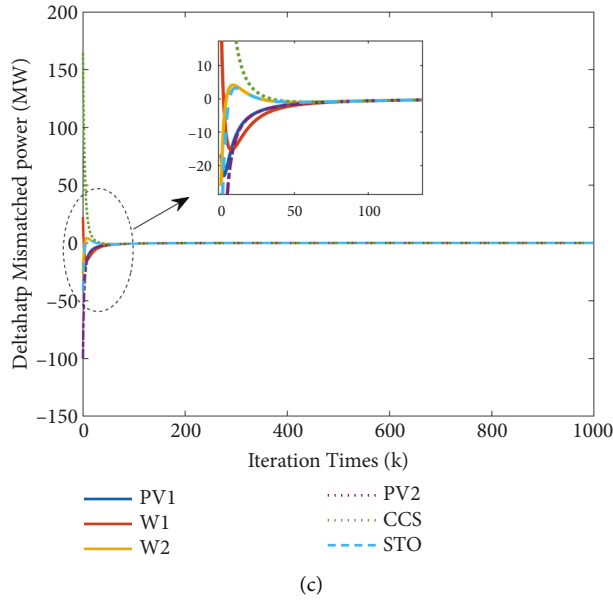 200
150
100
50
0
−50
−100
−150
Deltahatp Mismatched power (MW)
10
0
−10
−20
0 50 100
0 200 400 600 800 1000
Iteration Times (k)
PV1 PV2
W1 CCS
W2 STO
(c)